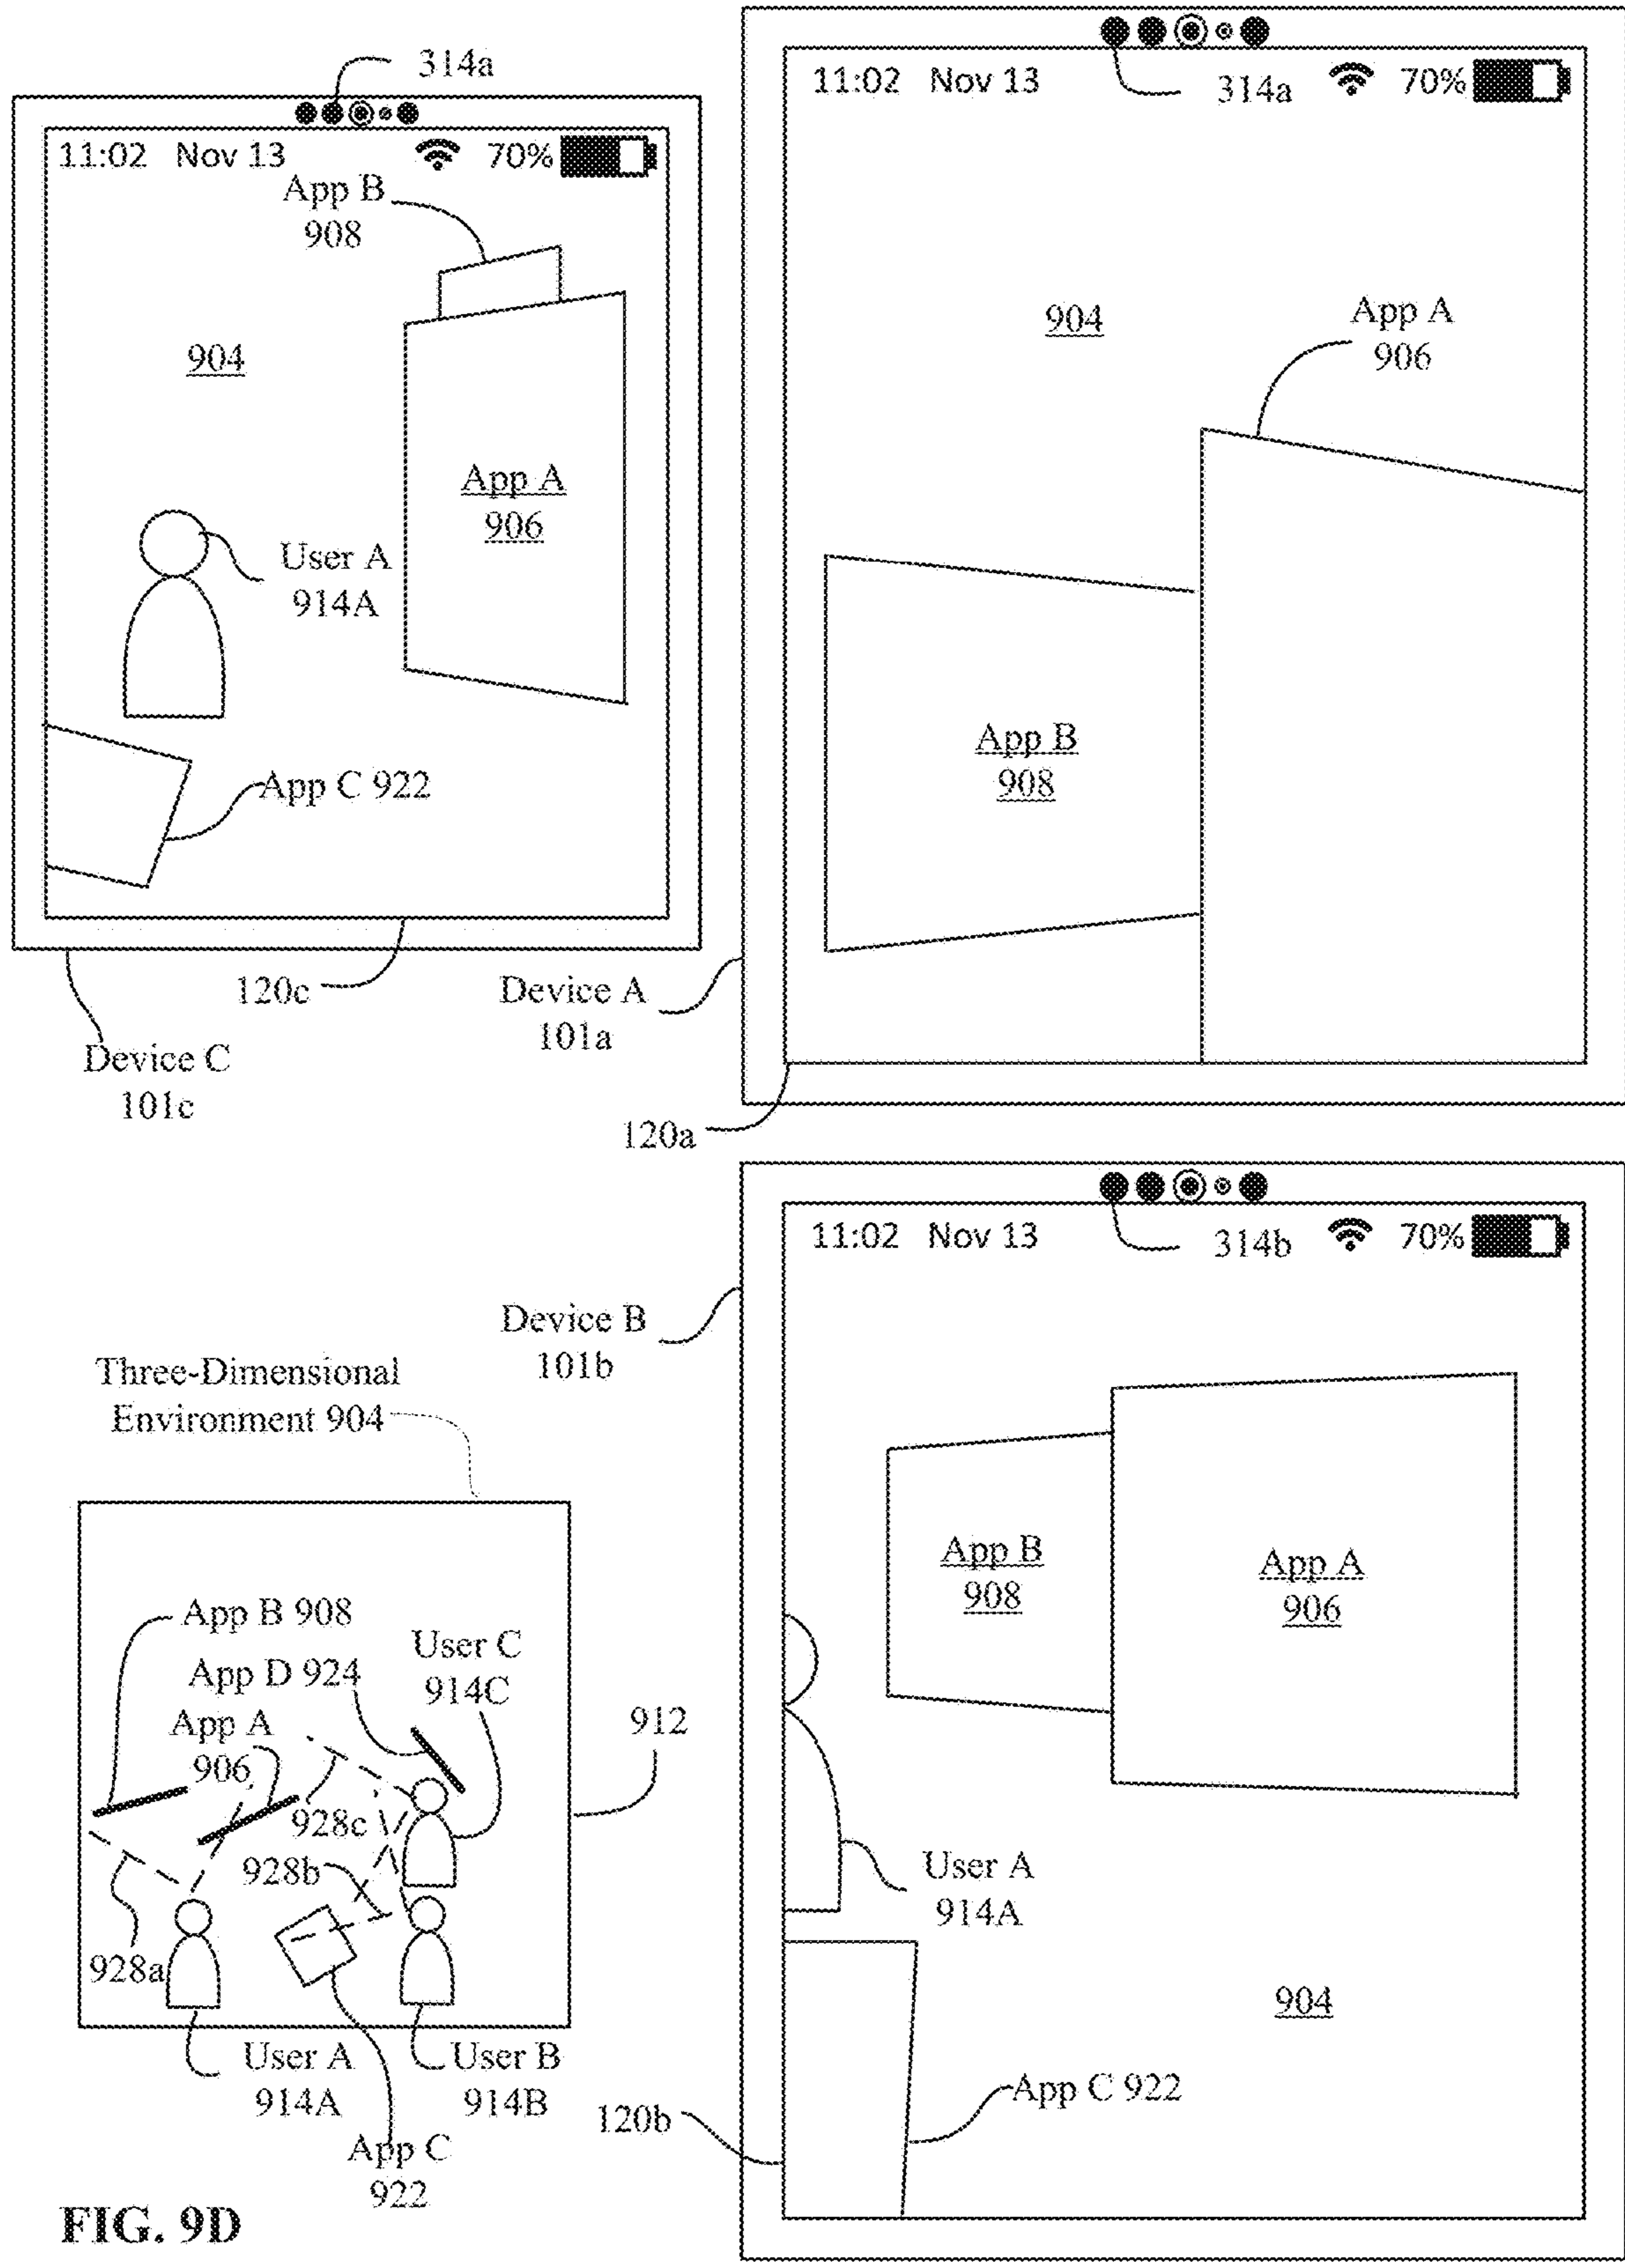 314a
11:02 Nov 13 70%
App B
908
904
App A
906
User A
914A
App C 922
120c
Device C
101c
11:02 Nov 13 314a 70%
904
App A
906
App B
908
Device A
101a
120a
11:02 Nov 13 314b 70%
Device B
101b
App B
908
App A
906
User A
914A
904
App C 922
120b
Three-Dimensional
Environment 904
App B 908
App D 924
App A
906
User C
914C
912
928c
928b
928a
User A
914A
User B
914B
App C
922
FIG. 9D